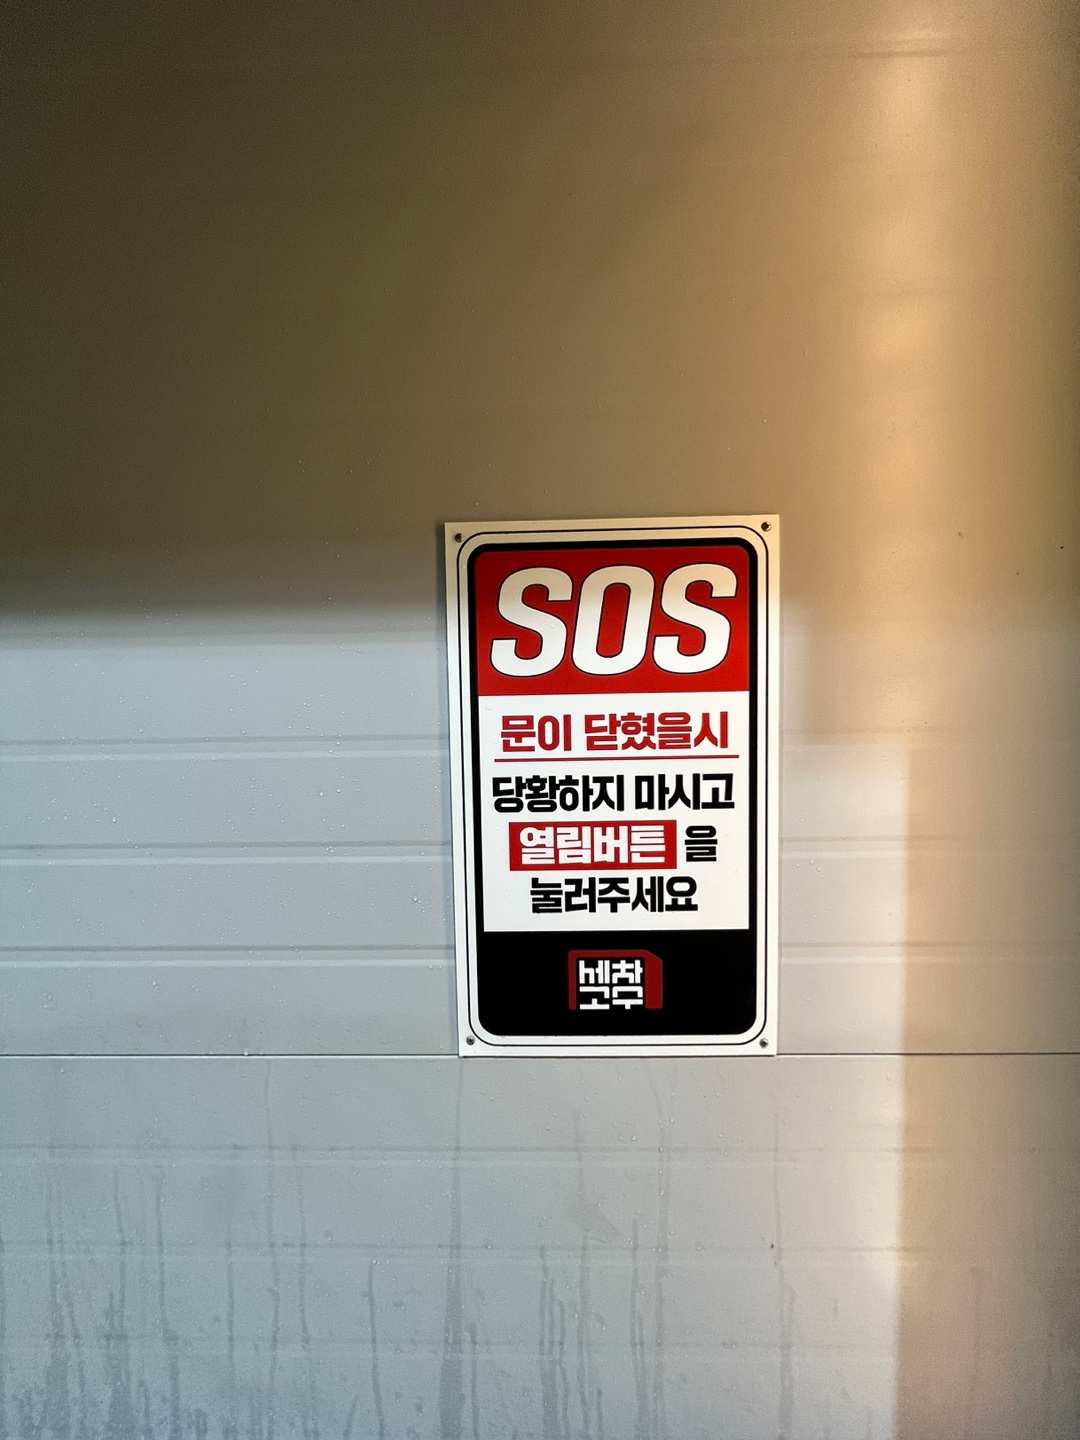 SOS
문이 닫혔을시
당황하지 마시고
열림버튼 을
눌러주세요
세차
고우